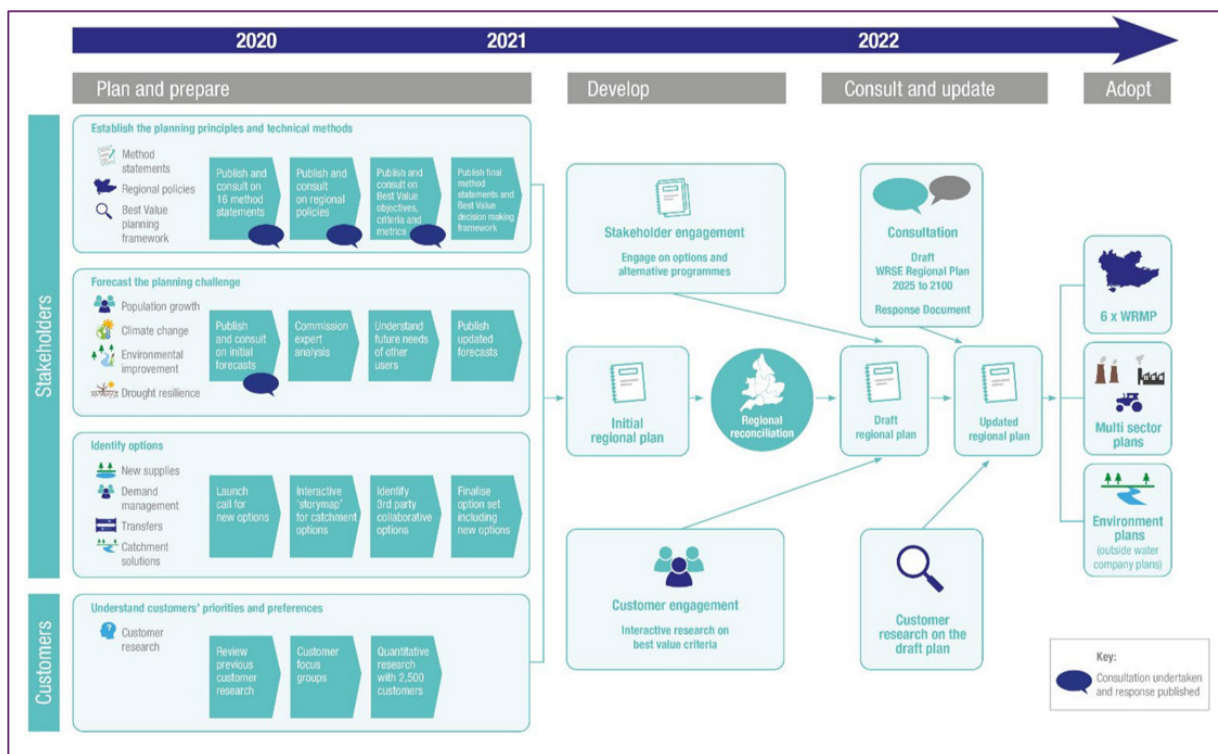 2020
2021
2022
Plan and prepare
Develop
Consult and update
Adopt
Stakeholders
Establish the planning principles and technical methods
Method
statements
Regional policies
Best Value
planning
framework
Publish and
consult on
16 method
statements
Publish and
consult
on regional
policies
Publish and
consult on
Best Value
objectives,
criteria and
metrics
Publish final
method
statements and
Best Value
decision making
framework
Forecast the planning challenge
Population growth
Climate change
Environmental
improvement
Drought resilience
Publish
and consult
on initial
forecasts
Commission
expert
analysis
Understand
future needs
of other
users
Publish
updated
forecasts
Identify options
New supplies
Demand
management
Transfers
Catchment
solutions
Launch
call for
new options
Interactive
'storymap'
for catchment
options
Identify
3rd party
collaborative
options
Finalise
option set
including
new options
Customers
Understand customers' priorities and preferences
Customer
research
Review
previous
customer
research
Customer
focus
groups
Quantitative
research
with 2,500
customers
Stakeholder engagement
Engage on options and
alternative programmes
Initial
regional plan
Regional
reconciliation
Customer engagement
Interactive research on
best value criteria
Consultation
Draft
WRSE Regional Plan
2025 to 2100
Response Document
Draft
regional plan
Updated
regional plan
Customer
research on the
draft plan
6 x WRMP
Multi sector
plans
Environment
plans
(outside water
company plans)
Key:
Consultation undertaken
and response published